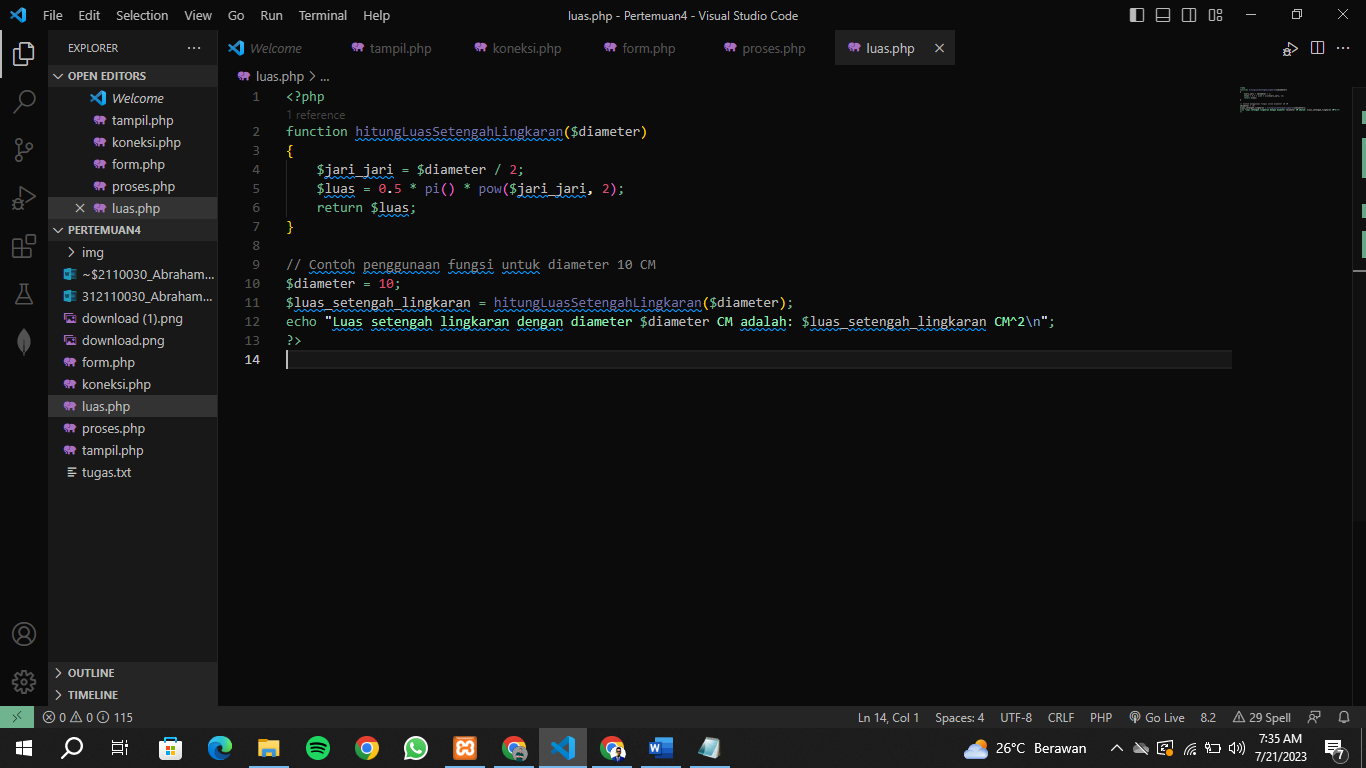 File Edit Selection View Go Run Terminal Help luas.php - Pertemuan4 - Visual Studio Code
EXPLORER ··· Welcome tampil.php koneksi.php form.php proses.php luas.php
OPEN EDITORS
Welcome
tampil.php
koneksi.php
form.php
proses.php
luas.php
PERTEMUAN4
img
~$2110030_Abraham...
312110030_Abraham...
download (1).png
download.png
form.php
koneksi.php
luas.php
proses.php
tampil.php
tugas.txt
OUTLINE
TIMELINE
luas.php > ...
1 <?php
1 reference
2 function hitungLuasSetengahLingkaran($diameter)
3 {
4 $jari_jari = $diameter / 2;
5 $luas = 0.5 * pi() * pow($jari_jari, 2);
6 return $luas;
7 }
8
9 // Contoh penggunaan fungsi untuk diameter 10 CM
10 $diameter = 10;
11 $luas_setengah_lingkaran = hitungLuasSetengahLingkaran($diameter);
12 echo "Luas setengah lingkaran dengan diameter $diameter CM adalah: $luas_setengah_lingkaran CM^2\n";
13 ?>
14
0 0 115 Ln 14, Col 1 Spaces: 4 UTF-8 CRLF PHP Go Live 8.2 29 Spell
26°C Berawan 7:35 AM
7/21/2023
7